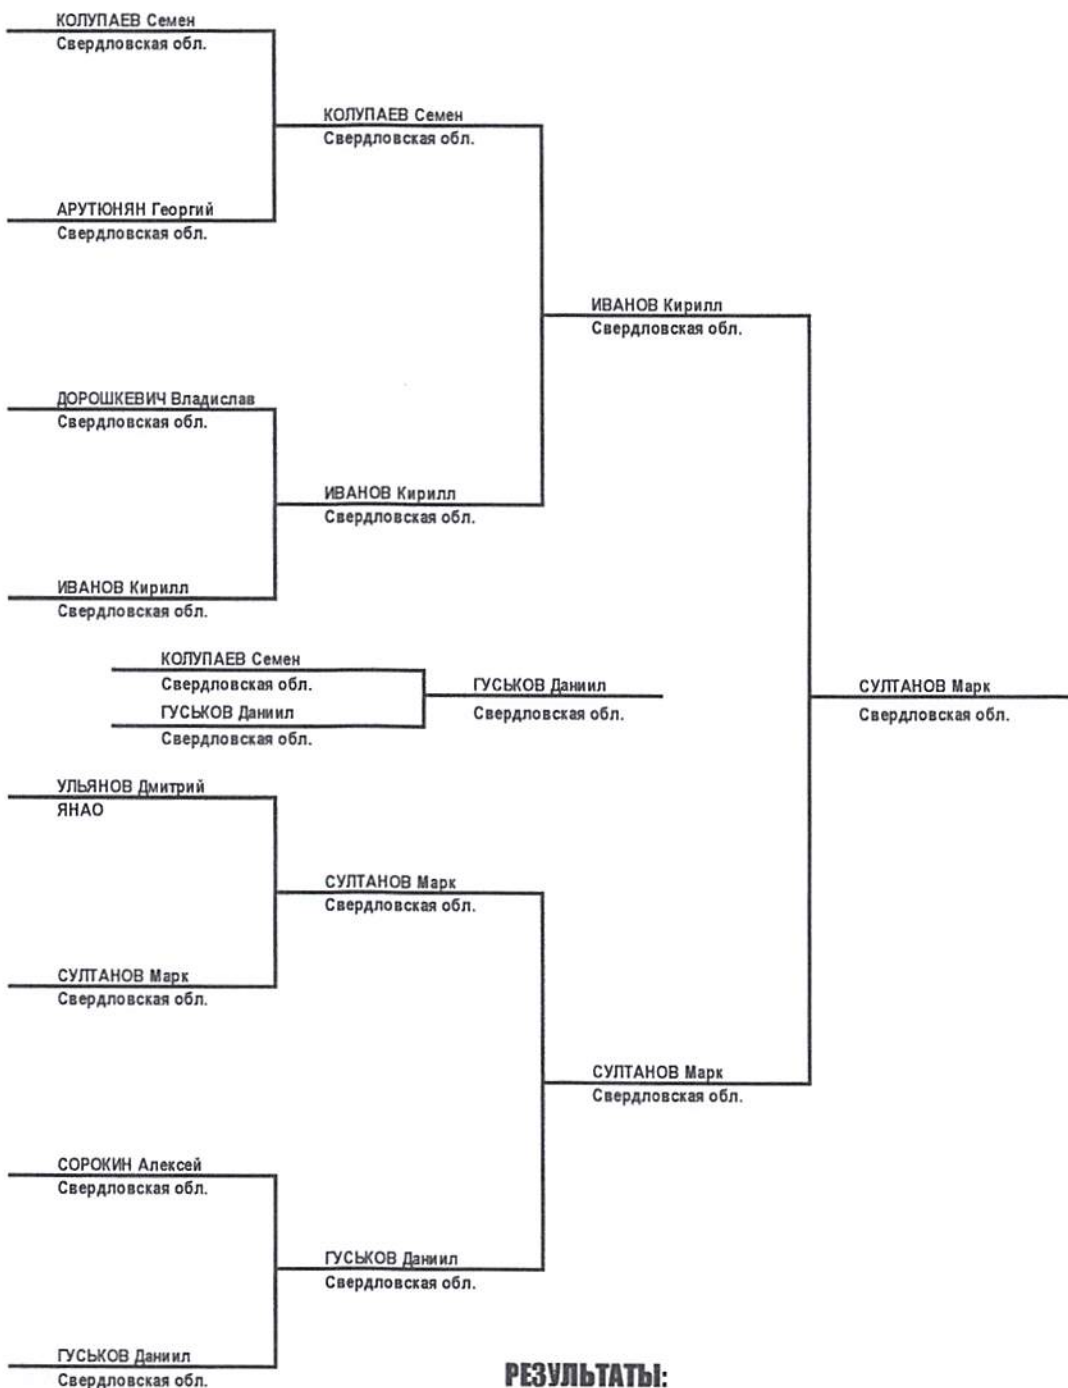 КОЛУПАЕВ Семен
Свердловская обл.
КОЛУПАЕВ Семен
Свердловская обл.
АРУТЮНЯН Георгий
Свердловская обл.
ИВАНОВ Кирилл
Свердловская обл.
ДОРОШКЕВИЧ Владислав
Свердловская обл.
ИВАНОВ Кирилл
Свердловская обл.
ИВАНОВ Кирилл
Свердловская обл.
КОЛУПАЕВ Семен
Свердловская обл.
ГУСЬКОВ Даниил
Свердловская обл.
ГУСЬКОВ Даниил
Свердловская обл.
СУЛТАНОВ Марк
Свердловская обл.
УЛЬЯНОВ Дмитрий
ЯНАО
СУЛТАНОВ Марк
Свердловская обл.
СУЛТАНОВ Марк
Свердловская обл.
СУЛТАНОВ Марк
Свердловская обл.
СОРОКИН Алексей
Свердловская обл.
ГУСЬКОВ Даниил
Свердловская обл.
ГУСЬКОВ Даниил
Свердловская обл.
РЕЗУЛЬТАТЫ: